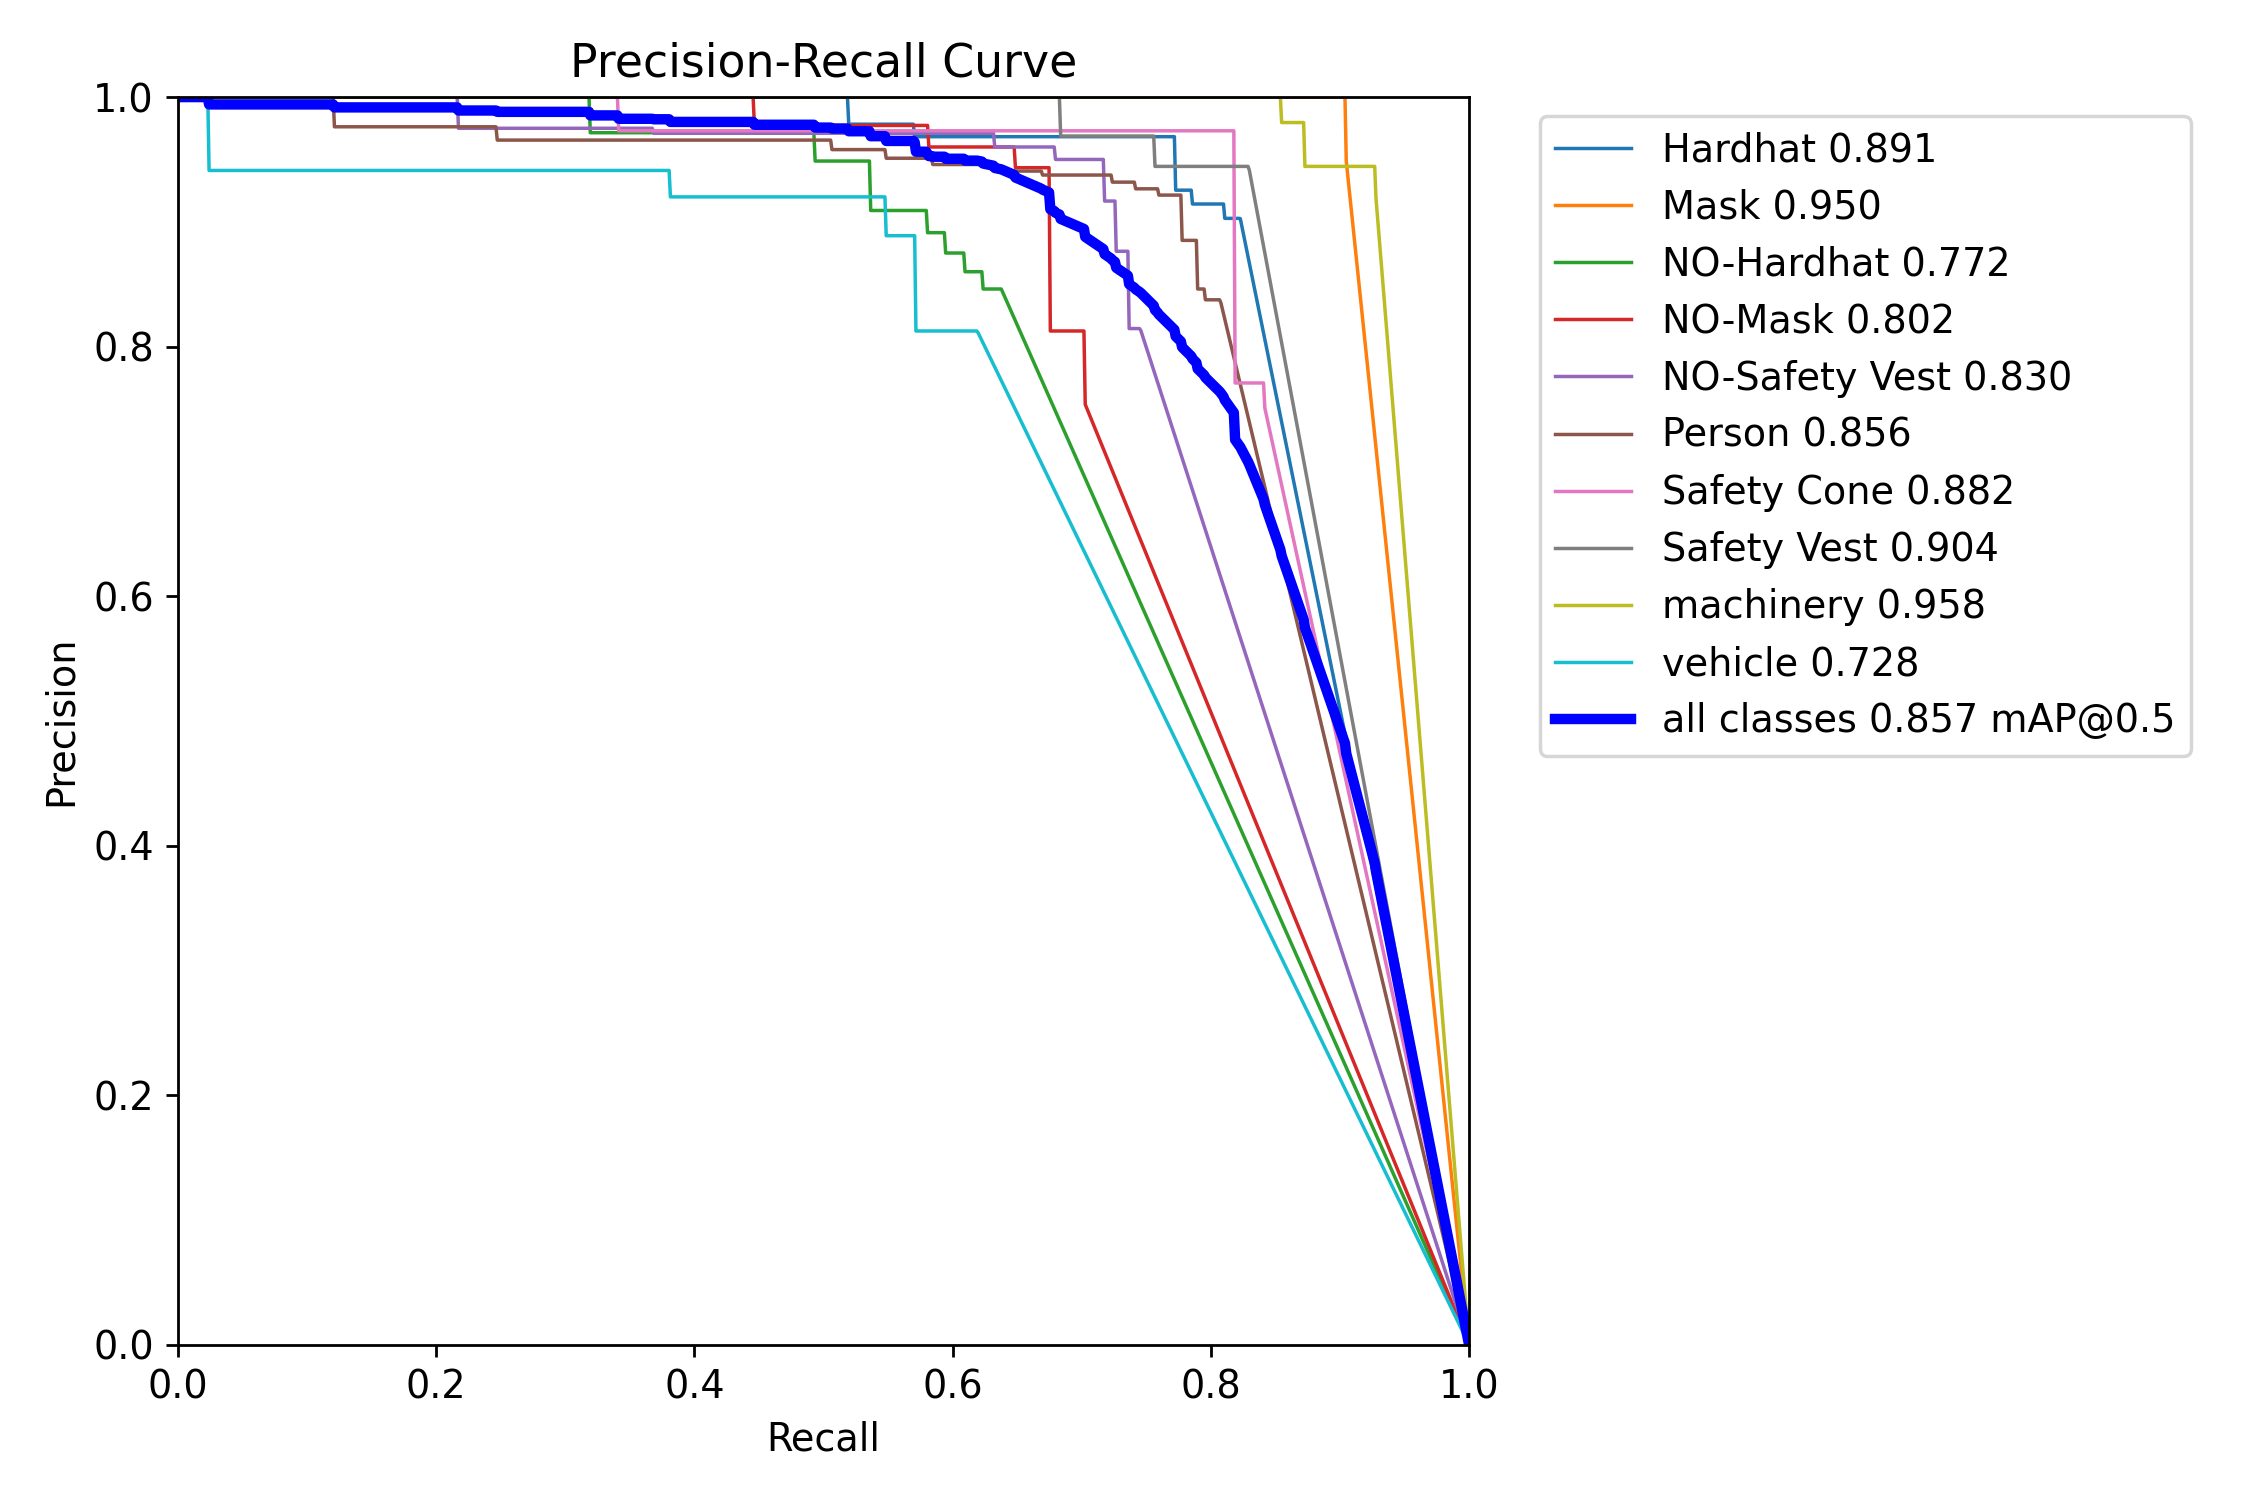 Precision-Recall Curve
1.0
0.8
0.6
0.4
0.2
0.0
Precision
0.0 0.2 0.4 0.6 0.8 1.0
Recall
Hardhat 0.891
Mask 0.950
NO-Hardhat 0.772
NO-Mask 0.802
NO-Safety Vest 0.830
Person 0.856
Safety Cone 0.882
Safety Vest 0.904
machinery 0.958
vehicle 0.728
all classes 0.857 mAP@0.5